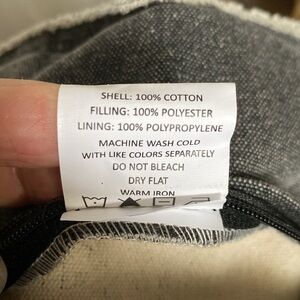 SHELL: 100% COTTON
FILLING: 100% POLYESTER
LINING: 100% POLYPROPYLENE
MACHINE WASH COLD
WITH LIKE COLORS SEPARATELY
DO NOT BLEACH
DRY FLAT
WARM IRON